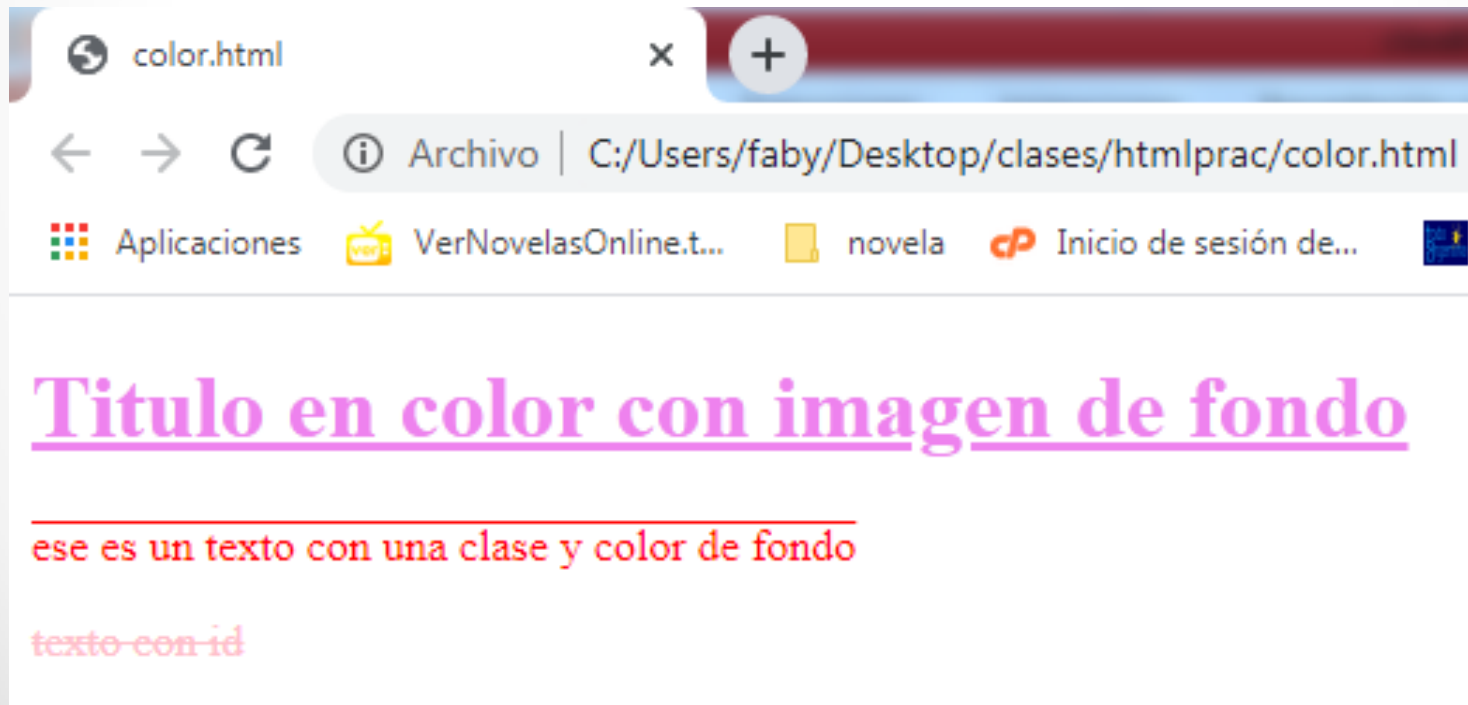 color.html
Archivo | C:/Users/faby/Desktop/clases/htmlprac/color.html
Aplicaciones VerNovelasOnline.t... novela Inicio de sesión de...
Titulo en color con imagen de fondo
ese es un texto con una clase y color de fondo
texto con id